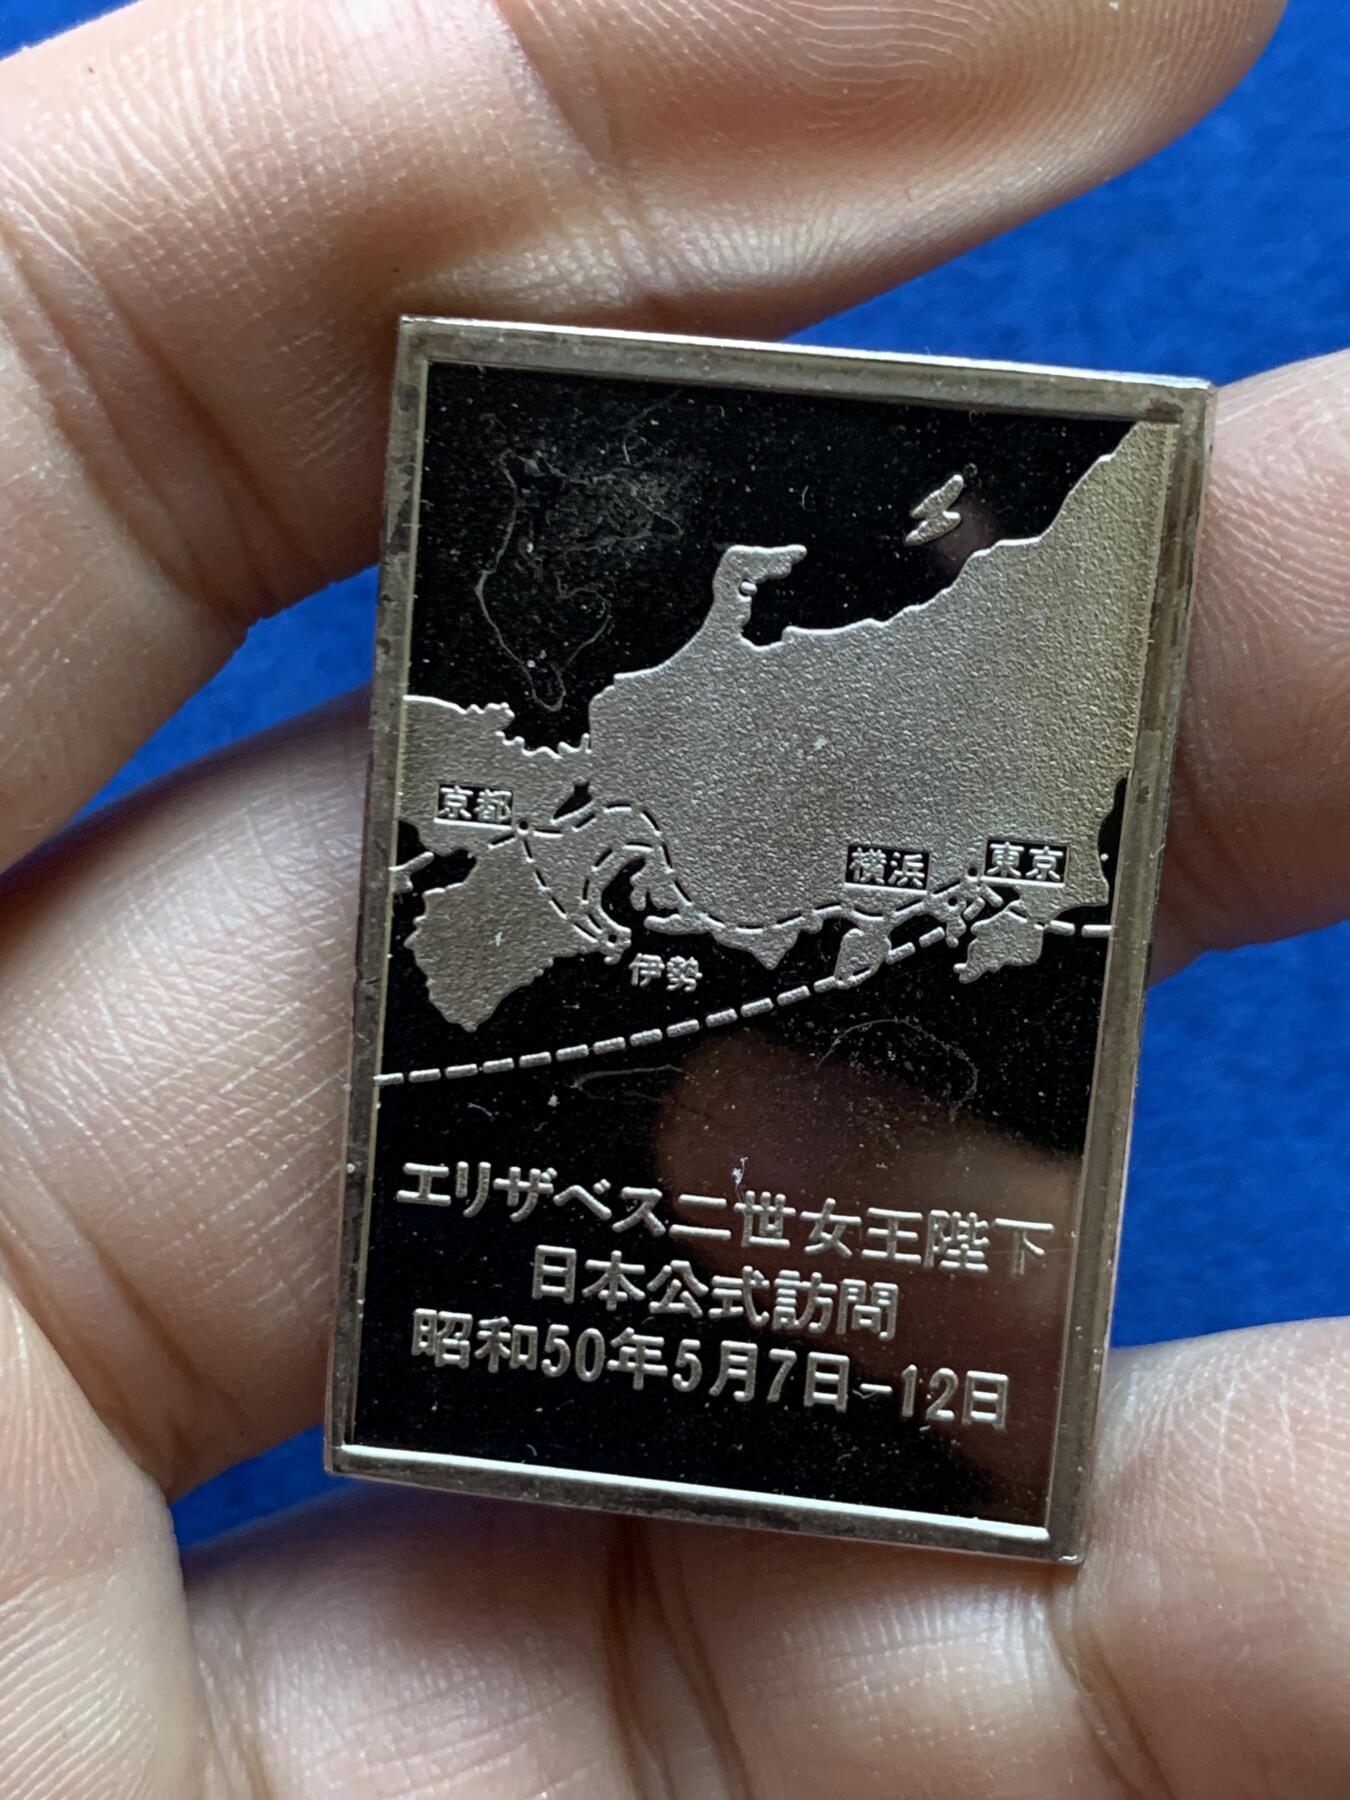 京都
横浜
東京
伊勢
エリザベス二世女王陛下
日本公式訪問
昭和50年5月7日-12日